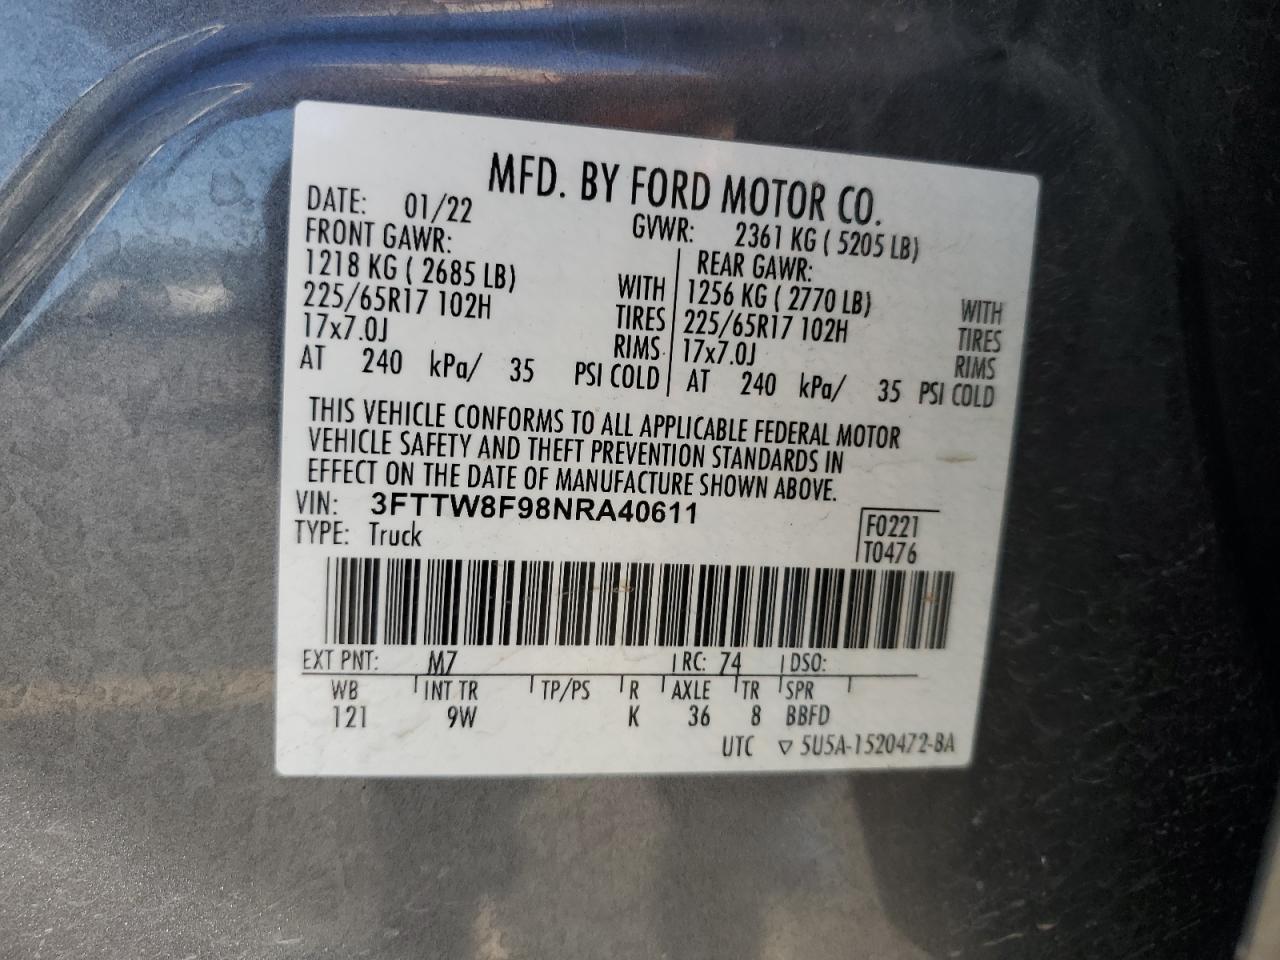 MFD. BY FORD MOTOR CO.
DATE: 01/22 GVWR: 2361 KG ( 5205 LB)
FRONT GAWR: REAR GAWR:
1218 KG ( 2685 LB) WITH 1256 KG ( 2770 LB) WITH
225/65R17 102H TIRES 225/65R17 102H TIRES
17x7.0J RIMS 17x7.0J RIMS
AT 240 kPa/ 35 PSI COLD AT 240 kPa/ 35 PSI COLD
THIS VEHICLE CONFORMS TO ALL APPLICABLE FEDERAL MOTOR
VEHICLE SAFETY AND THEFT PREVENTION STANDARDS IN
EFFECT ON THE DATE OF MANUFACTURE SHOWN ABOVE.
VIN: 3FTTW8F98NRA40611 F0221
TYPE: Truck T0476
EXT PNT: M7 RC: 74 DSO:
WB INT TR TP/PS R AXLE TR SPR
121 9W K 36 8 BBFD
UTC ▽ 5U5A-1520472-BA